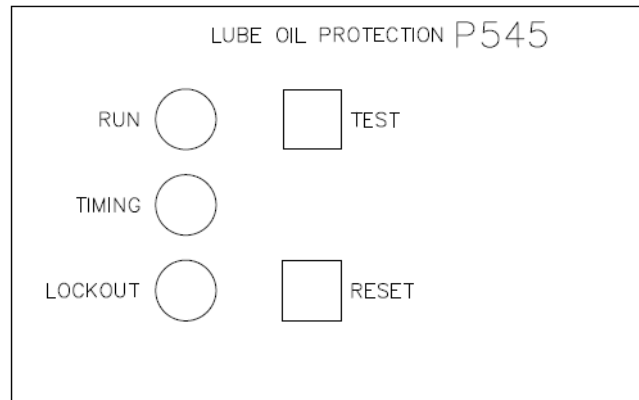 LUBE OIL PROTECTION P545
RUN TEST
TIMING
LOCKOUT RESET